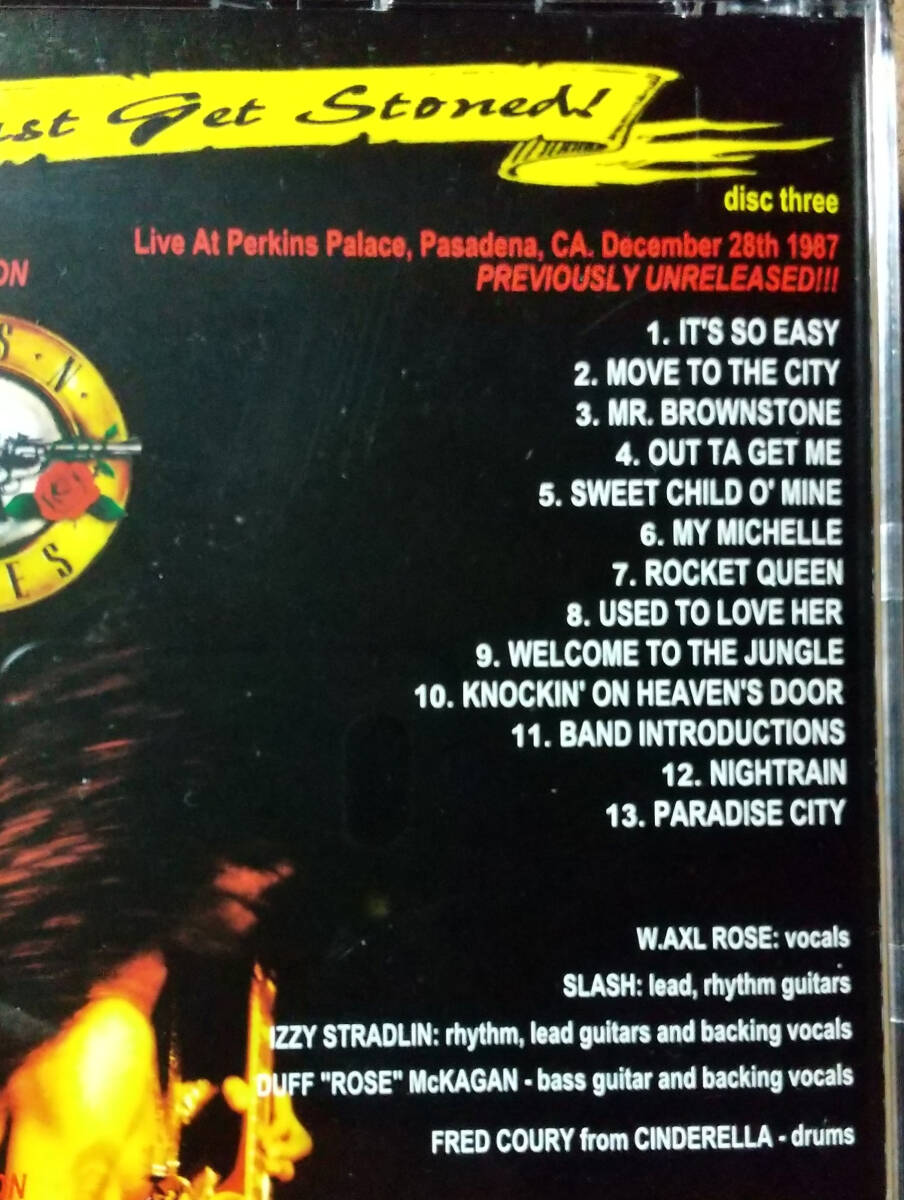 Get Stoned!
disc three
Live At Perkins Palace, Pasadena, CA. December 28th 1987
PREVIOUSLY UNRELEASED!!!
1. IT'S SO EASY
2. MOVE TO THE CITY
3. MR. BROWNSTONE
4. OUT TA GET ME
5. SWEET CHILD O' MINE
6. MY MICHELLE
7. ROCKET QUEEN
8. USED TO LOVE HER
9. WELCOME TO THE JUNGLE
10. KNOCKIN' ON HEAVEN'S DOOR
11. BAND INTRODUCTIONS
12. NIGHTRAIN
13. PARADISE CITY
W.AXL ROSE: vocals
SLASH: lead, rhythm guitars
IZZY STRADLIN: rhythm, lead guitars and backing vocals
DUFF "ROSE" McKAGAN - bass guitar and backing vocals
FRED COURY from CINDERELLA - drums